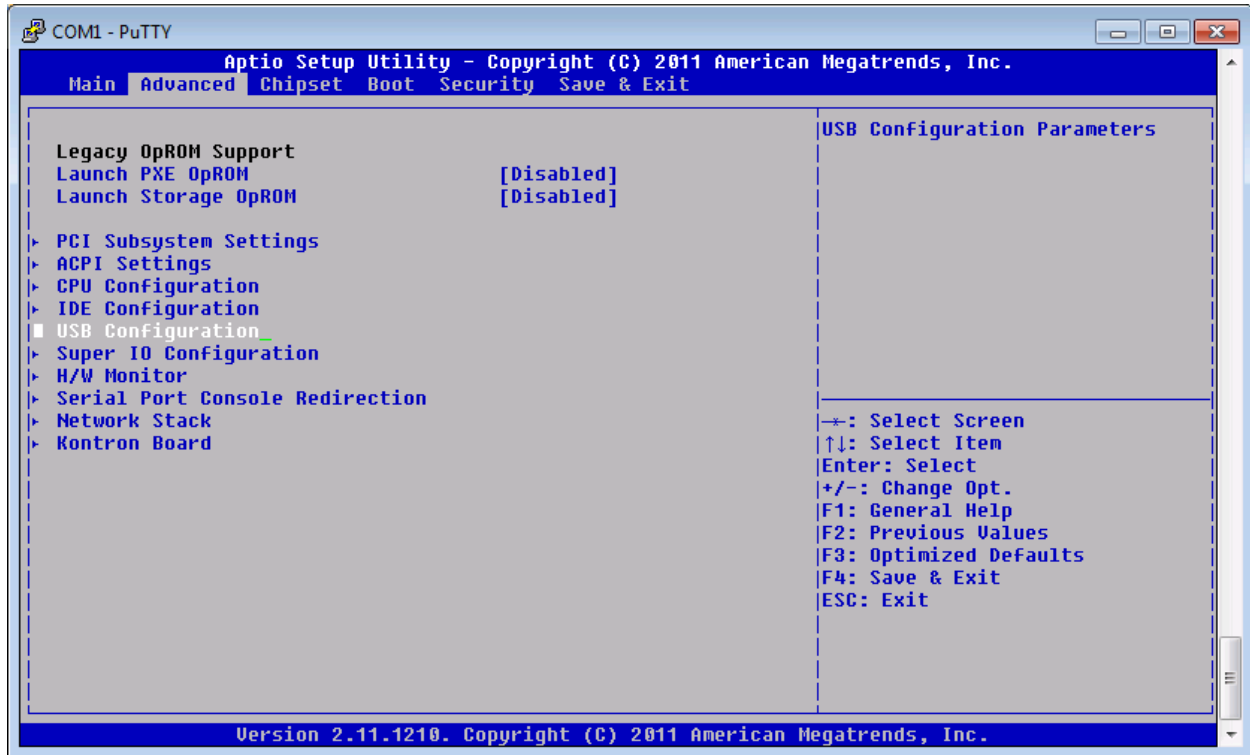 COM1 - PuTTY
Aptio Setup Utility - Copyright (C) 2011 American Megatrends, Inc.
Main Advanced Chipset Boot Security Save & Exit
Legacy OpROM Support
Launch PXE OpROM [Disabled]
Launch Storage OpROM [Disabled]
PCI Subsystem Settings
ACPI Settings
CPU Configuration
IDE Configuration
USB Configuration_
Super IO Configuration
H/W Monitor
Serial Port Console Redirection
Network Stack
Kontron Board
USB Configuration Parameters
→←: Select Screen
↑↓: Select Item
Enter: Select
+/-: Change Opt.
F1: General Help
F2: Previous Values
F3: Optimized Defaults
F4: Save & Exit
ESC: Exit
Version 2.11.1210. Copyright (C) 2011 American Megatrends, Inc.